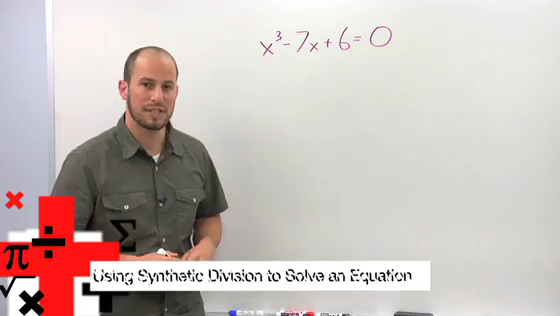 x³-7x+6=0
Using Synthetic Division to Solve an Equation